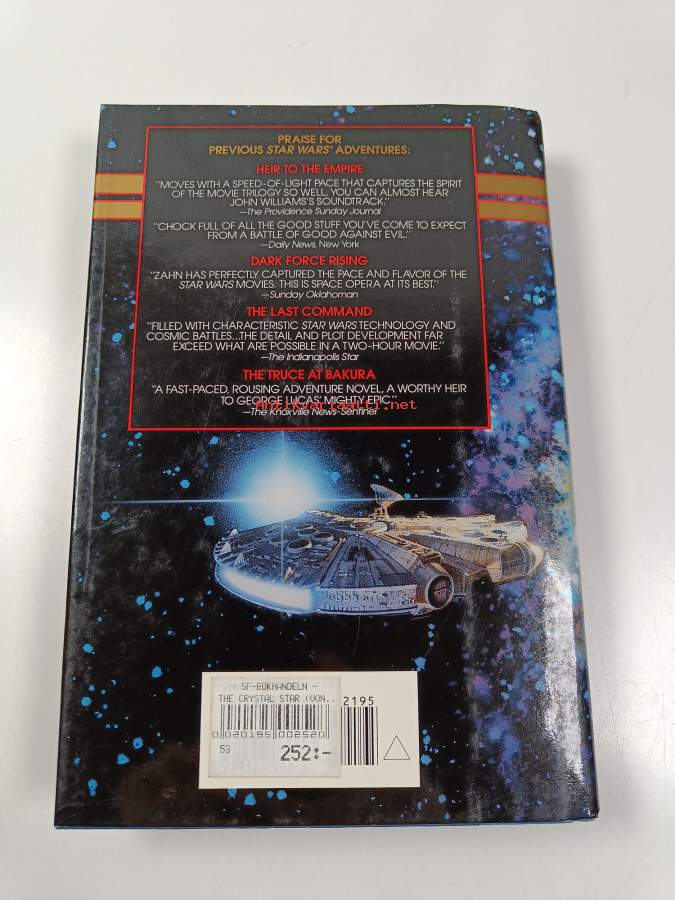 PRAISE FOR
PREVIOUS STAR WARS® ADVENTURES:
HEIR TO THE EMPIRE
"MOVES WITH A SPEED-OF-LIGHT PACE THAT CAPTURES THE SPIRIT
OF THE MOVIE TRILOGY SO WELL, YOU CAN ALMOST HEAR
JOHN WILLIAMS'S SOUNDTRACK."
—The Providence Sunday Journal
"CHOCK FULL OF ALL THE GOOD STUFF YOU'VE COME TO EXPECT
FROM A BATTLE OF GOOD AGAINST EVIL."
—Daily News, New York
DARK FORCE RISING
"ZAHN HAS PERFECTLY CAPTURED THE PACE AND FLAVOR OF THE
STAR WARS MOVIES. THIS IS SPACE OPERA AT ITS BEST."
—Sunday Oklahoman
THE LAST COMMAND
"FILLED WITH CHARACTERISTIC STAR WARS TECHNOLOGY AND
COSMIC BATTLES...THE DETAIL AND PLOT DEVELOPMENT FAR
EXCEED WHAT ARE POSSIBLE IN A TWO-HOUR MOVIE."
—The Indianapolis Star
THE TRUCE AT BAKURA
"A FAST-PACED, ROUSING ADVENTURE NOVEL, A WORTHY HEIR
TO GEORGE LUCAS' MIGHTY EPIC"
Antikvariaatti.net
—The Knoxville News-Sentinel
- SF-BOKHANDELN -
THE CRYSTAL STAR (VON..
2195
0020195002520
53
252:-